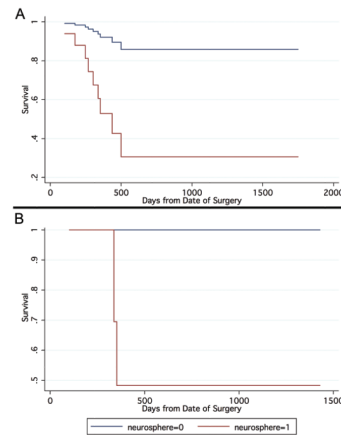 A
1
.8
.6
.4
.2
Survival
0 500 1000 1500 2000
Days from Date of Surgery
B
1
.9
.8
.7
.6
.5
Survival
0 500 1000 1500
Days from Date of Surgery
neurosphere=0 neurosphere=1